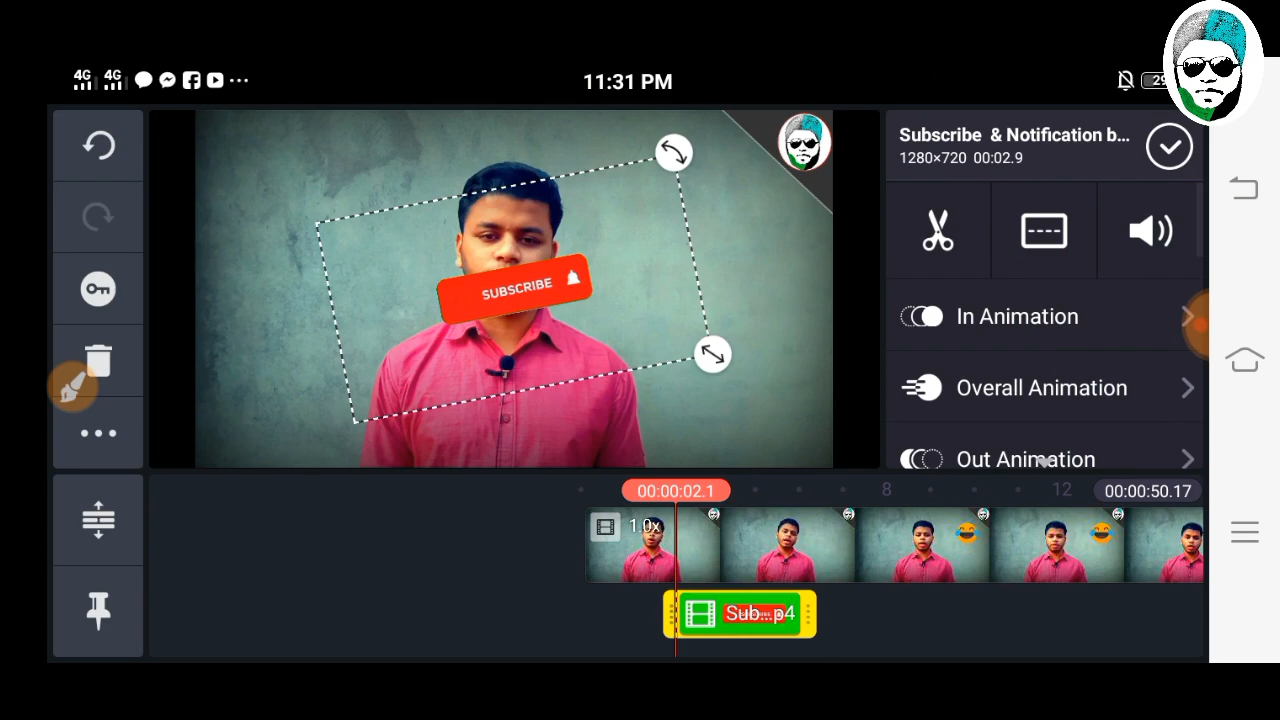 4G 4G
11:31 PM
Subscribe & Notification b...
1280×720 00:02.9
SUBSCRIBE
In Animation
Overall Animation
Out Animation
00:00:02.1
8
12
00:00:50.17
1.0x
Sub...p4